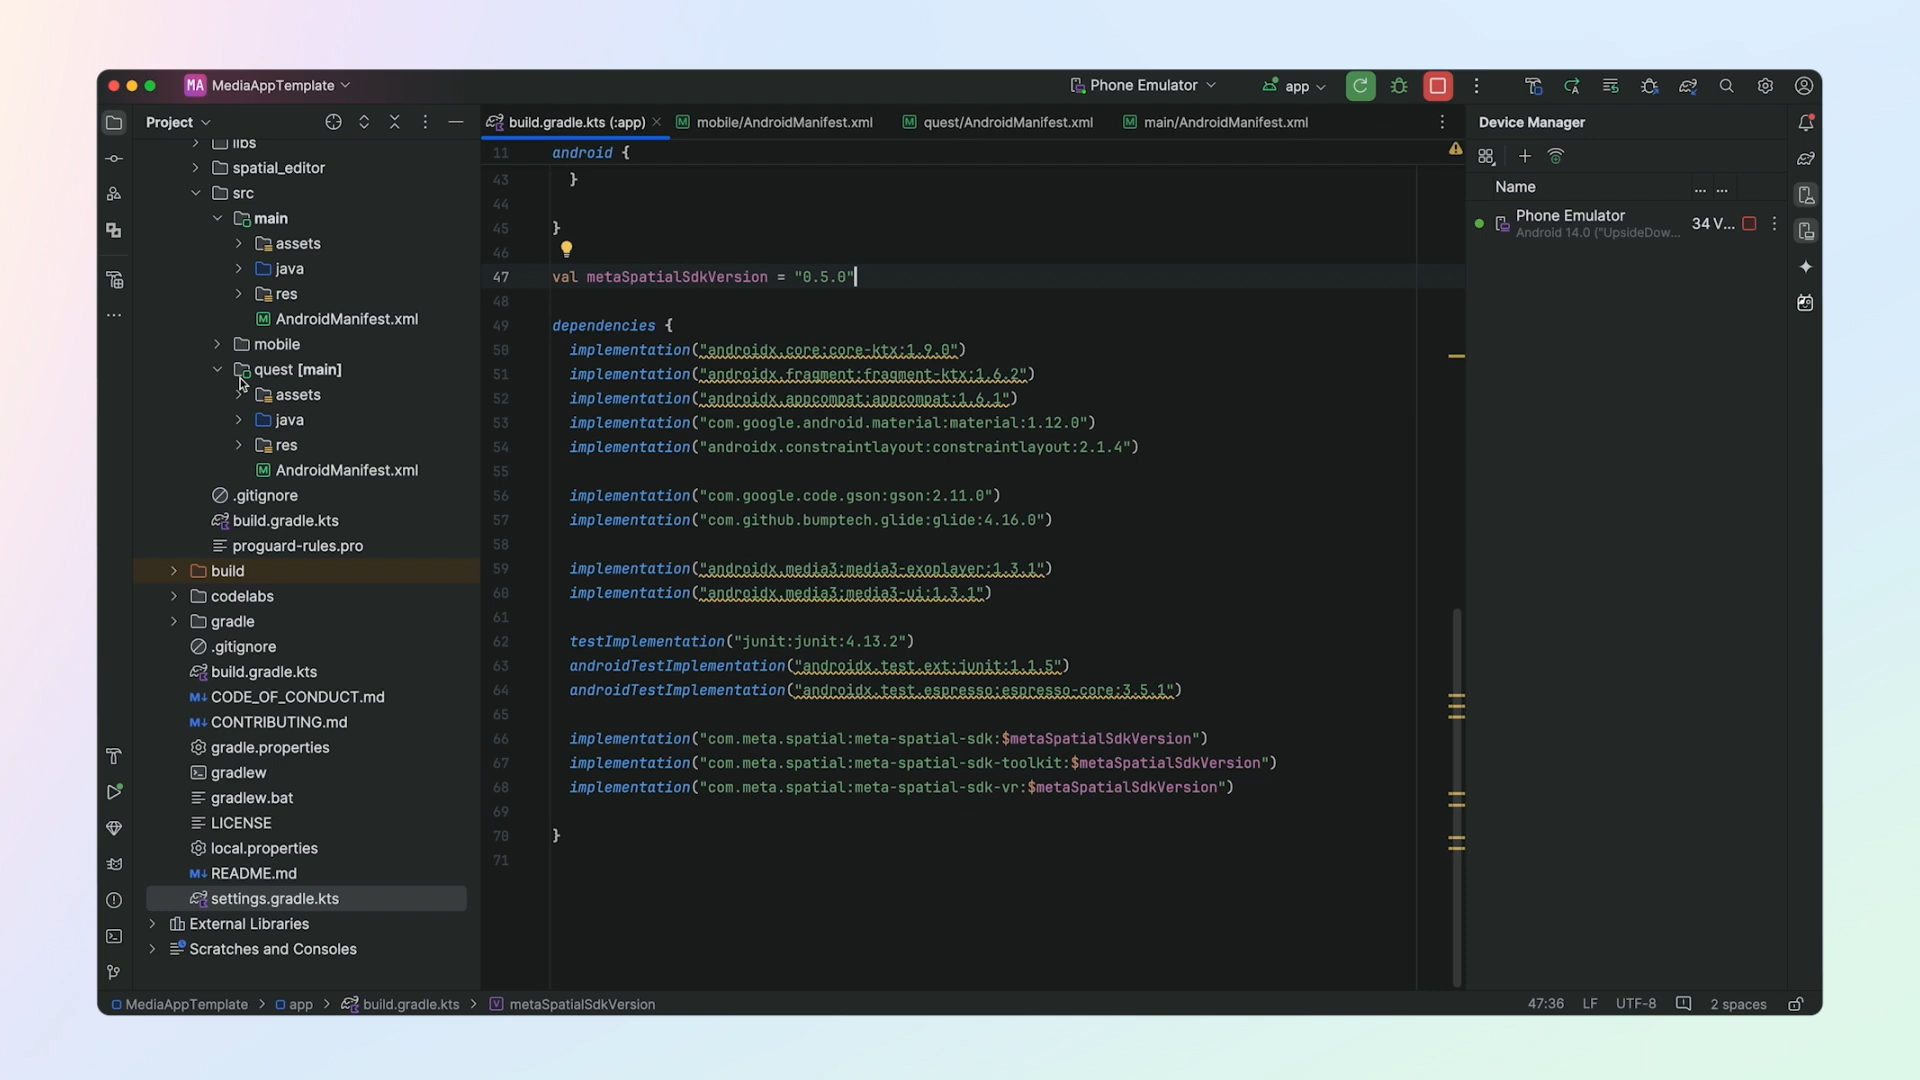 MA MediaAppTemplate
Phone Emulator
app
Project
build.gradle.kts (:app)
mobile/AndroidManifest.xml
quest/AndroidManifest.xml
main/AndroidManifest.xml
Device Manager
libs
spatial_editor
src
main
assets
java
res
AndroidManifest.xml
mobile
quest [main]
assets
java
res
AndroidManifest.xml
.gitignore
build.gradle.kts
proguard-rules.pro
build
codelabs
gradle
.gitignore
build.gradle.kts
CODE_OF_CONDUCT.md
CONTRIBUTING.md
gradle.properties
gradlew
gradlew.bat
LICENSE
local.properties
README.md
settings.gradle.kts
External Libraries
Scratches and Consoles
11 android {
43 }
44
45 }
46
47 val metaSpatialSdkVersion = "0.5.0"
48
49 dependencies {
50 implementation("androidx.core:core-ktx:1.9.0")
51 implementation("androidx.fragment:fragment-ktx:1.6.2")
52 implementation("androidx.appcompat:appcompat:1.6.1")
53 implementation("com.google.android.material:material:1.12.0")
54 implementation("androidx.constraintlayout:constraintlayout:2.1.4")
55
56 implementation("com.google.code.gson:gson:2.11.0")
57 implementation("com.github.bumptech.glide:glide:4.16.0")
58
59 implementation("androidx.media3:media3-exoplayer:1.3.1")
60 implementation("androidx.media3:media3-ui:1.3.1")
61
62 testImplementation("junit:junit:4.13.2")
63 androidTestImplementation("androidx.test.ext:junit:1.1.5")
64 androidTestImplementation("androidx.test.espresso:espresso-core:3.5.1")
65
66 implementation("com.meta.spatial:meta-spatial-sdk:$metaSpatialSdkVersion")
67 implementation("com.meta.spatial:meta-spatial-sdk-toolkit:$metaSpatialSdkVersion")
68 implementation("com.meta.spatial:meta-spatial-sdk-vr:$metaSpatialSdkVersion")
69
70 }
71
Name ... ...
Phone Emulator 34 V...
Android 14.0 ("UpsideDow...
MediaAppTemplate > app > build.gradle.kts > metaSpatialSdkVersion
47:36 LF UTF-8 2 spaces